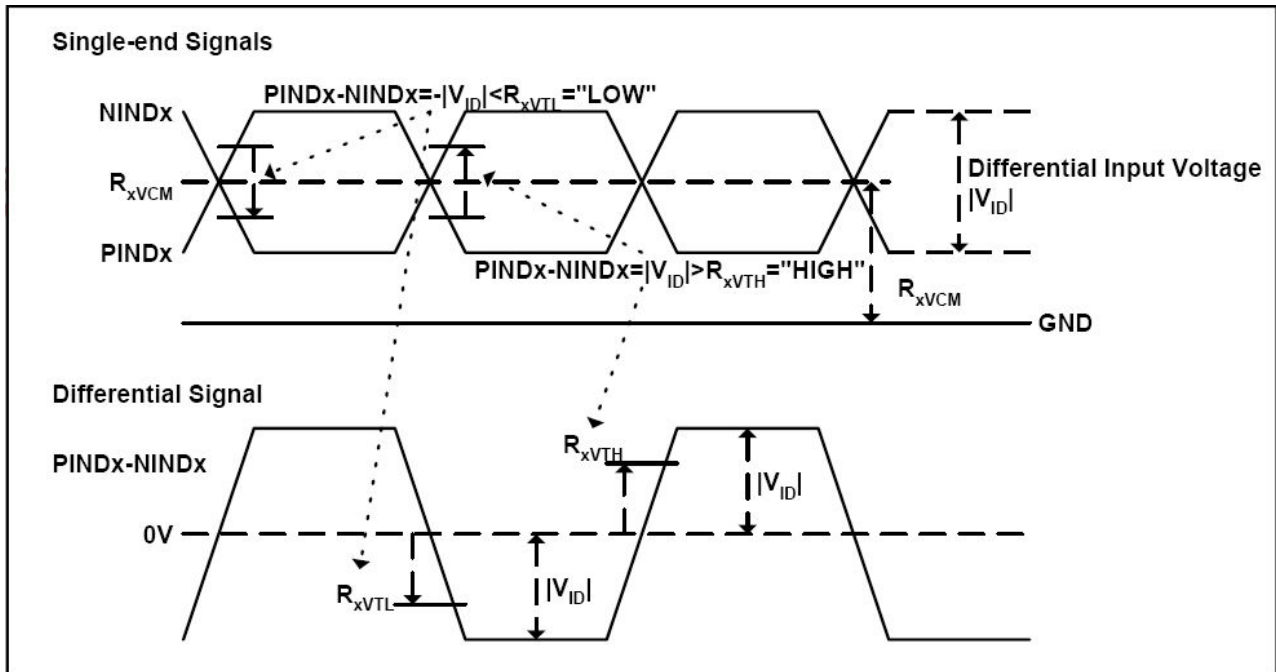 Single-end Signals
PINDx-NINDx=-|VID|<RxVTL="LOW"
NINDx
RxVCM
Differential Input Voltage
|VID|
PINDx
PINDx-NINDx=|VID|>RxVTH="HIGH"
RxVCM
GND
Differential Signal
RxVTH
PINDx-NINDx
|VID|
0V
RxVTL
|VID|